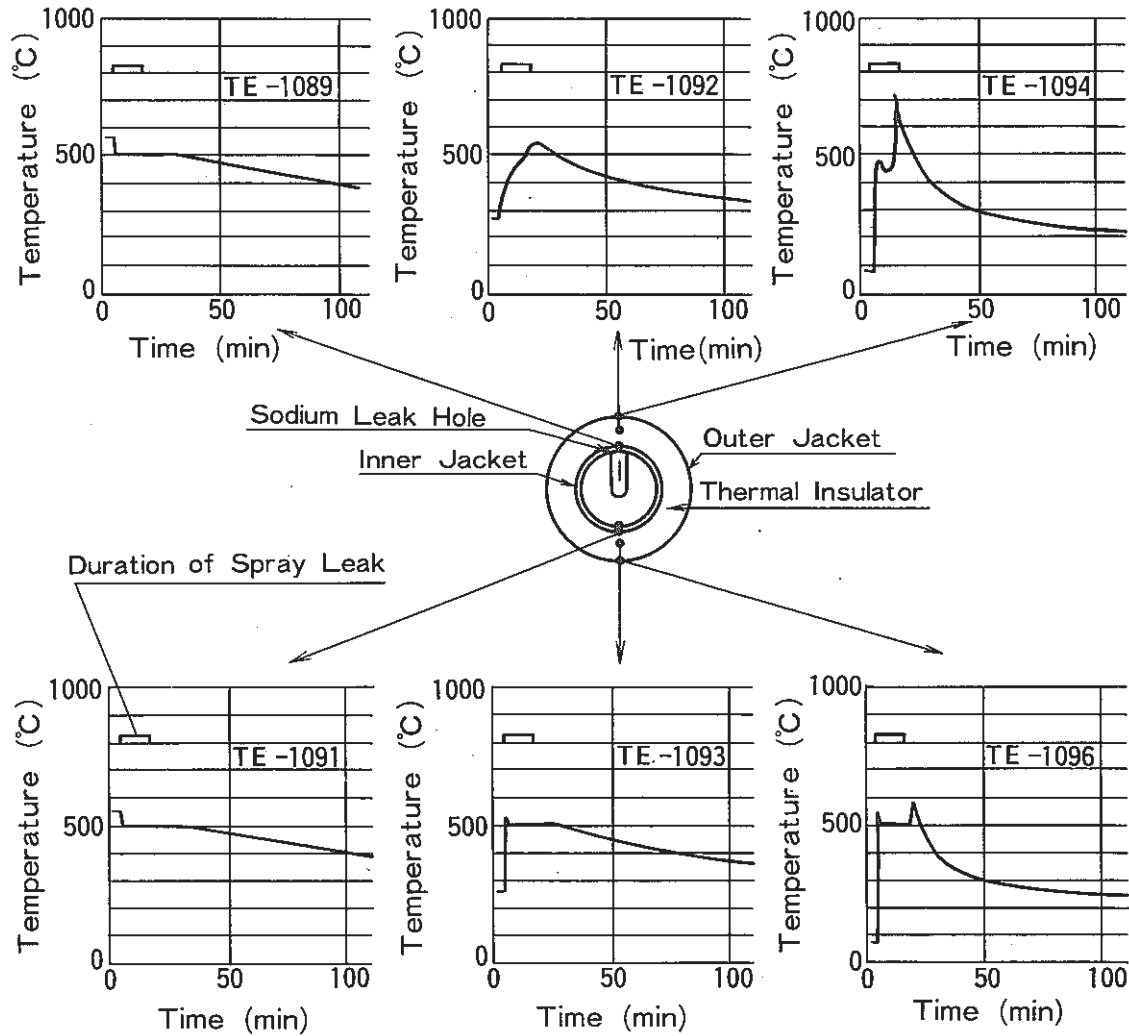 1000
500
0
Temperature (°C)
TE-1089
0 50 100
Time (min)
1000
500
0
Temperature (°C)
TE-1092
0 50 100
Time(min)
1000
500
0
Temperature (°C)
TE-1094
0 50 100
Time (min)
Sodium Leak Hole
Inner Jacket
Outer Jacket
Thermal Insulator
Duration of Spray Leak
1000
500
0
Temperature (°C)
TE-1091
0 50 100
Time (min)
1000
500
0
Temperature (°C)
TE-1093
0 50 100
Time (min)
1000
500
0
Temperature (°C)
TE-1096
0 50 100
Time (min)